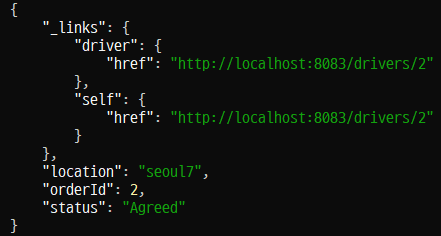 {
    "_links": {
        "driver": {
            "href": "http://localhost:8083/drivers/2"
        },
        "self": {
            "href": "http://localhost:8083/drivers/2"
        }
    },
    "location": "seoul7",
    "orderId": 2,
    "status": "Agreed"
}